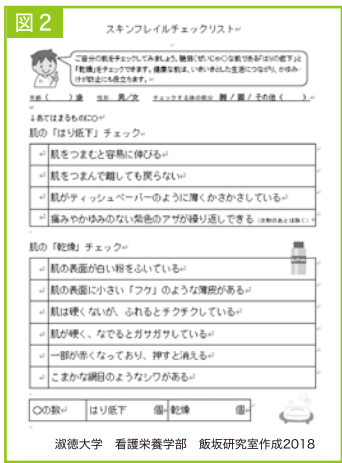 図2
スキンフレイルチェックリスト
ご自分の肌をチェックしてみましょう。脆弱(ぜいじゃく)な肌である「はりの低下」と
「乾燥」をチェックできます。健康な肌は、いきいきとした生活につながり、かゆみ・
けが防止にも役立ちます。
年齢( )歳 性別 男/女 チェックする体の部分 腕/脚/その他( )
↓あてはまるものに○
肌の「はり低下」チェック
肌をつまむと容易に伸びる
肌をつまんで離しても戻らない
肌がティッシュペーパーのように薄くかさかさしている
痛みやかゆみのない紫色のアザが繰り返しできる(注射のあとは除く)
肌の「乾燥」チェック
肌の表面が白い粉をふいている
肌の表面に小さい「フケ」のような薄皮がある
肌は硬くないが、ふれるとチクチクしている
肌が硬く、なでるとガサガサしている
一部が赤くなっており、押すと消える
こまかな網目のようなシワがある
○の数 はり低下 個 乾燥 個
淑徳大学 看護栄養学部 飯坂研究室作成2018